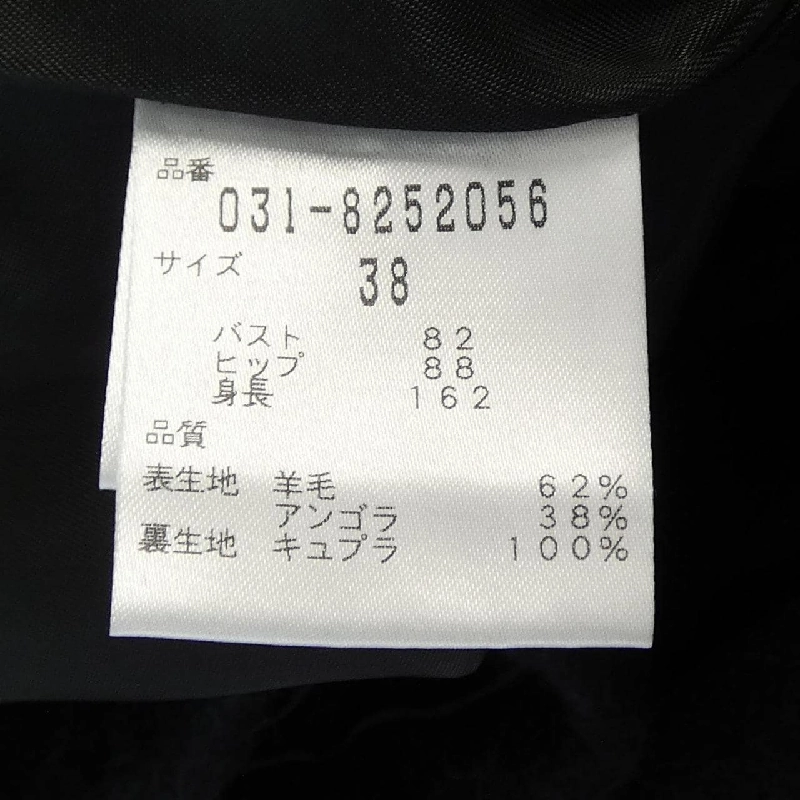 品番
031-8252056
サイズ 38
バスト 82
ヒップ 88
身長 162
品質
表生地 羊毛 62%
アンゴラ 38%
裏生地 キュプラ 100%